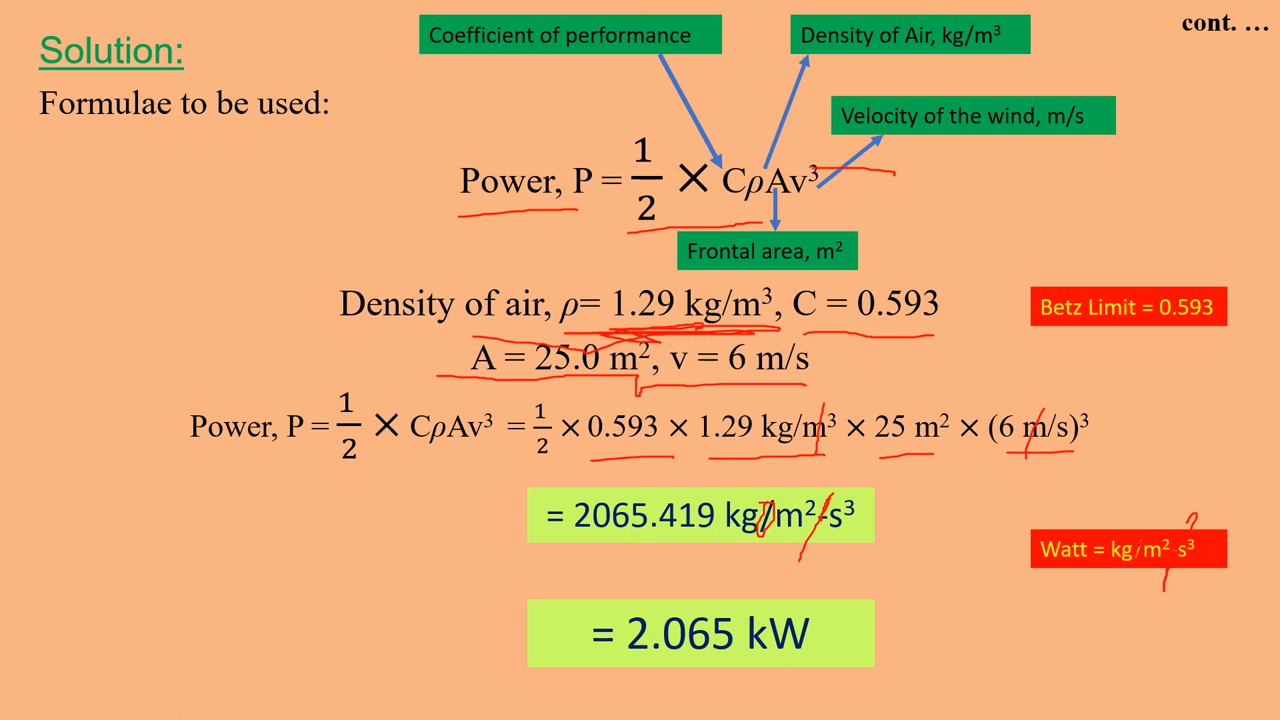 cont. …
Solution:
Coefficient of performance
Density of Air, kg/m³
Formulae to be used:
Velocity of the wind, m/s
Power, P = 1/2 × CρAv³
Frontal area, m²
Density of air, ρ= 1.29 kg/m³, C = 0.593
Betz Limit = 0.593
A = 25.0 m², v = 6 m/s
Power, P = 1/2 × CρAv³ = 1/2 × 0.593 × 1.29 kg/m³ × 25 m² × (6 m/s)³
= 2065.419 kg/m²-s³
Watt = kg/m²-s³
= 2.065 kW